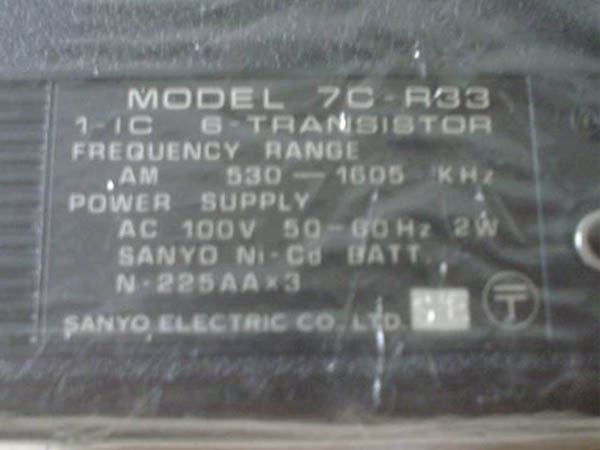 MODEL 7C-R33
1-IC 6-TRANSISTOR
FREQUENCY RANGE
AM 530-1605 KHz
POWER SUPPLY
AC 100V 50-60Hz 2W
SANYO Ni-Cd BATT.
N-225AA×3
SANYO ELECTRIC CO., LTD.